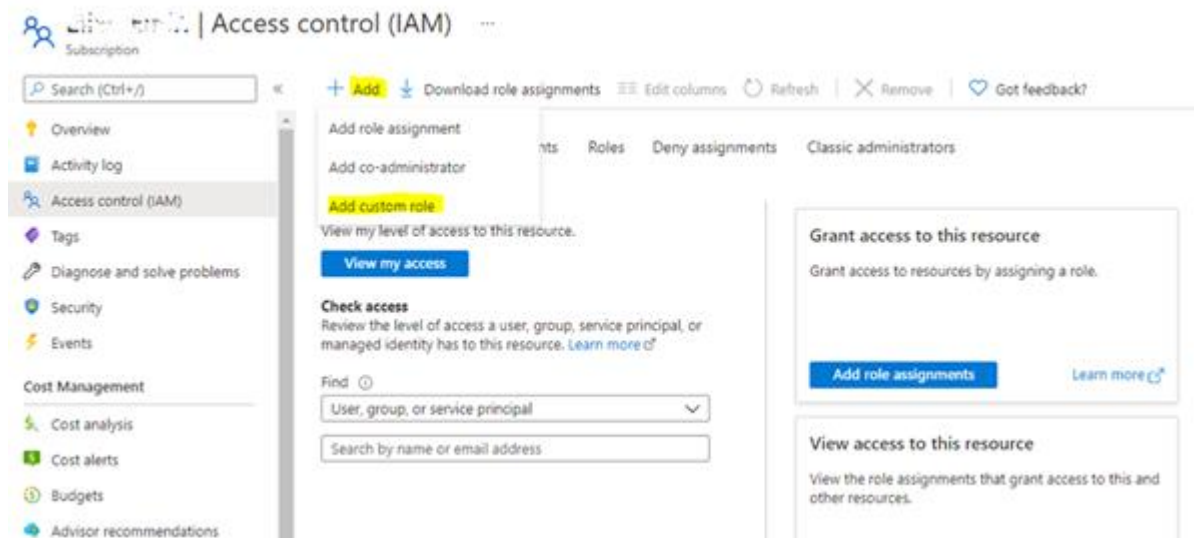 | Access control (IAM) ...
Subscription
Search (Ctrl+/)
«
Overview
Activity log
Access control (IAM)
Tags
Diagnose and solve problems
Security
Events
Cost Management
Cost analysis
Cost alerts
Budgets
Advisor recommendations
+ Add Download role assignments Edit columns Refresh | Remove | Got feedback?
Add role assignment
Add co-administrator
Add custom role
nts Roles Deny assignments Classic administrators
View my level of access to this resource.
View my access
Check access
Review the level of access a user, group, service principal, or
managed identity has to this resource. Learn more
Find
User, group, or service principal
Search by name or email address
Grant access to this resource
Grant access to resources by assigning a role.
Add role assignments Learn more
View access to this resource
View the role assignments that grant access to this and
other resources.